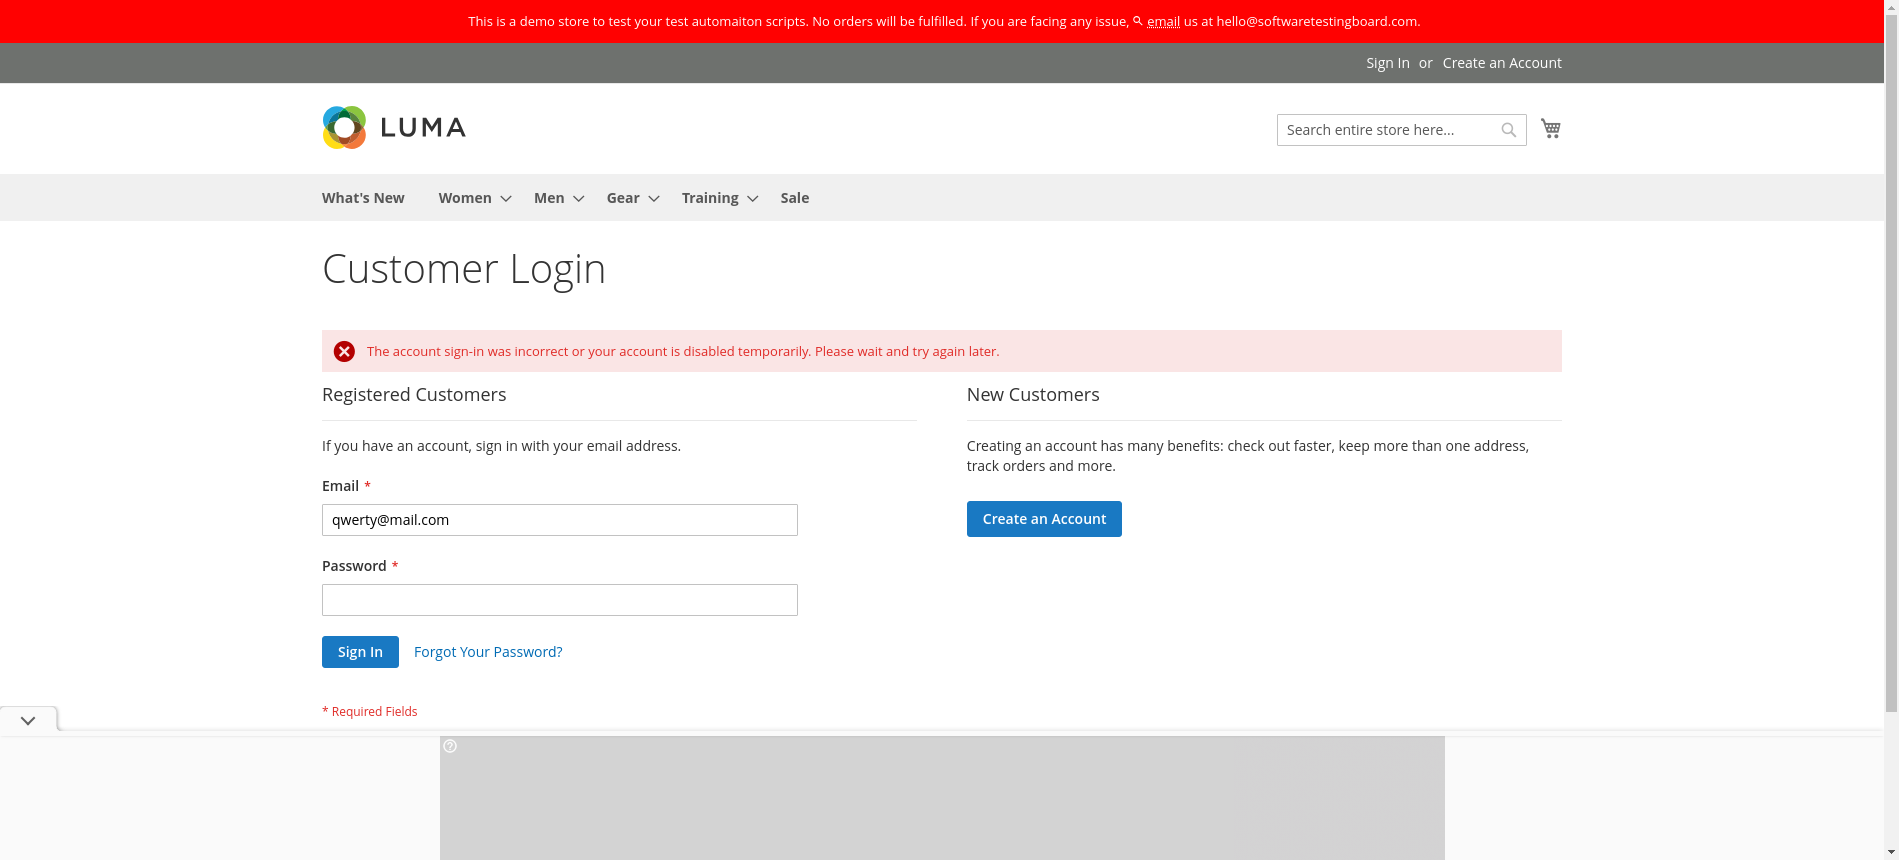 This is a demo store to test your test automaiton scripts. No orders will be fulfilled. If you are facing any issue, email us at hello@softwaretestingboard.com.
Sign In or Create an Account
LUMA
Search entire store here...
What's New Women Men Gear Training Sale
Customer Login
The account sign-in was incorrect or your account is disabled temporarily. Please wait and try again later.
Registered Customers
If you have an account, sign in with your email address.
Email *
qwerty@mail.com
Password *
Sign In Forgot Your Password?
* Required Fields
New Customers
Creating an account has many benefits: check out faster, keep more than one address,
track orders and more.
Create an Account